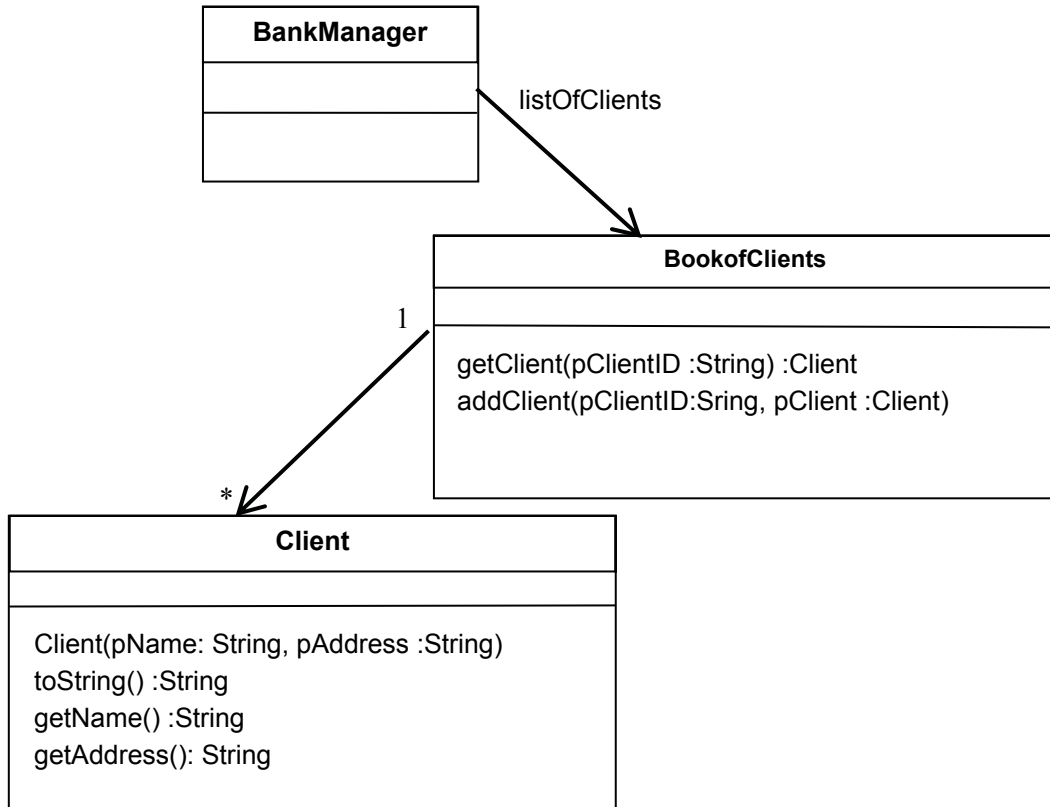 BankManager
listOfClients
BookofClients
1
getClient(pClientID :String) :Client
addClient(pClientID:Sring, pClient :Client)
*
Client
Client(pName: String, pAddress :String)
toString() :String
getName() :String
getAddress(): String